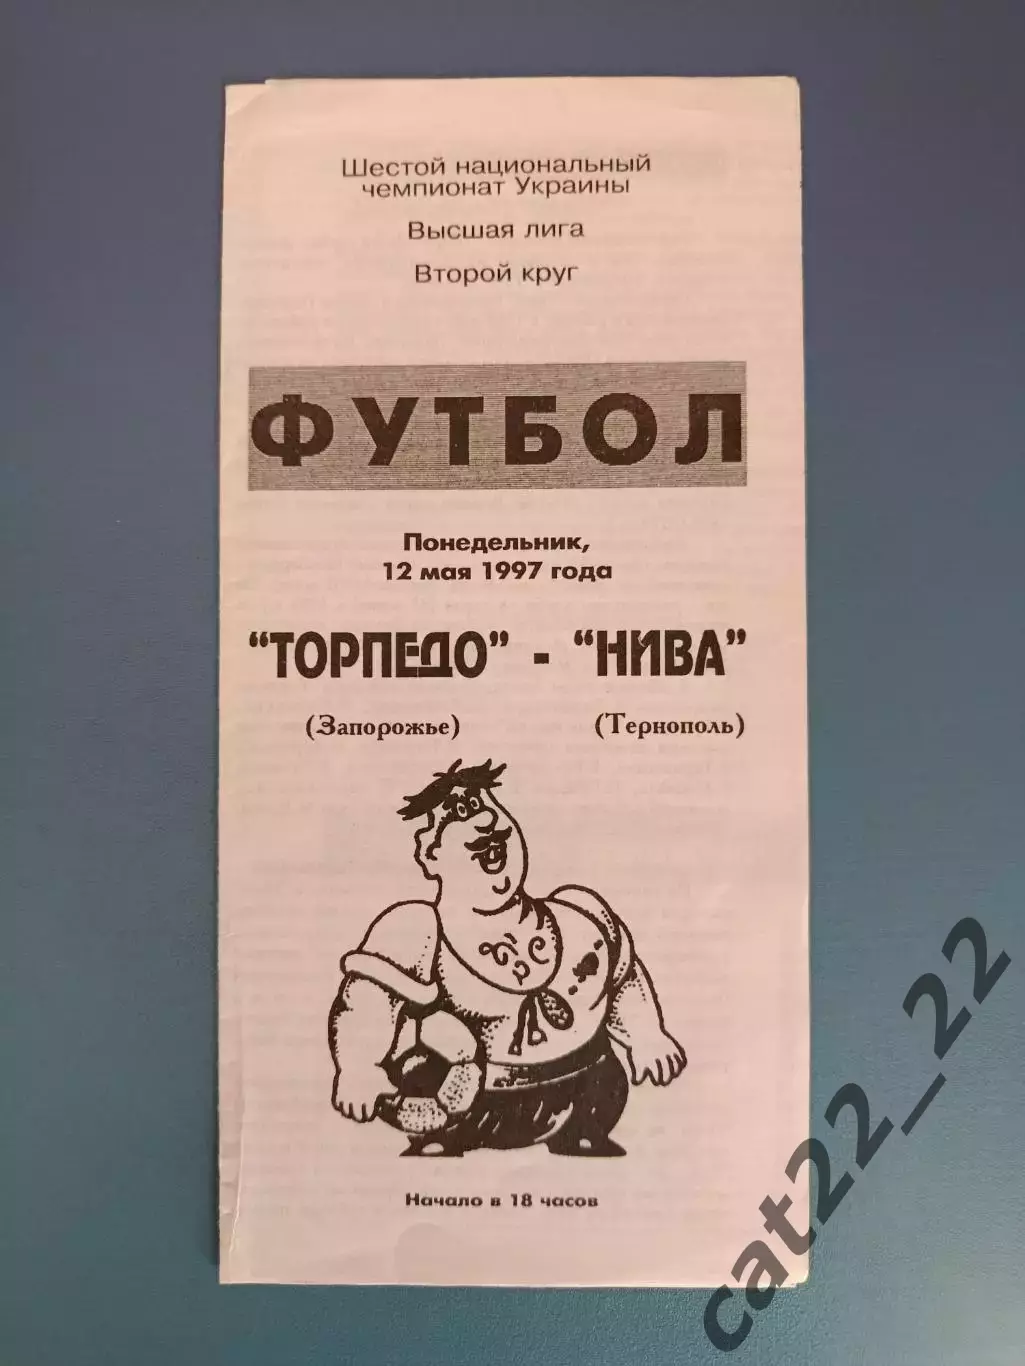 Шестой национальный
чемпионат Украины
Высшая лига
Второй круг
ФУТБОЛ
Понедельник,
12 мая 1997 года
"ТОРПЕДО" - "НИВА"
(Запорожье) (Тернополь)
Начало в 18 часов
cat22_22